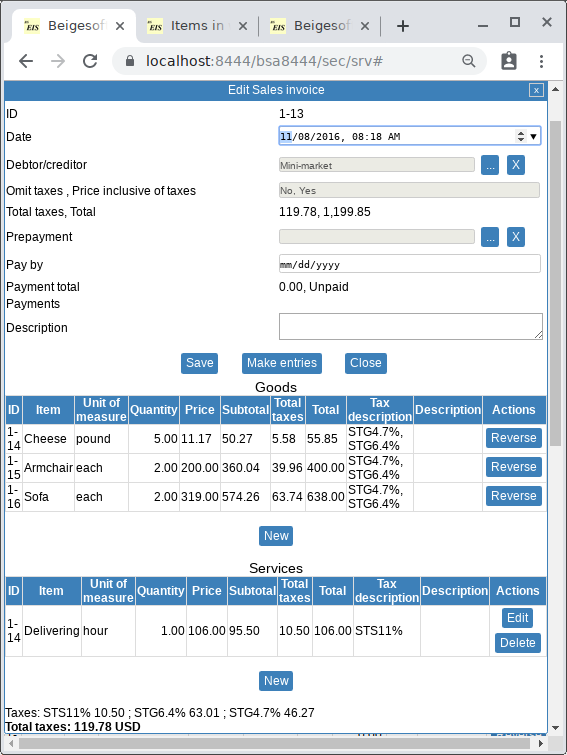 EIS Beigesof
EIS Items in
EIS Beigesof
localhost:8444/bsa8444/sec/srv#
Edit Sales invoice x
ID 1-13
Date 11/08/2016, 08:18 AM
Debtor/creditor Mini-market ... X
Omit taxes , Price inclusive of taxes No, Yes
Total taxes, Total 119.78, 1,199.85
Prepayment ... X
Pay by mm/dd/yyyy
Payment total 0.00, Unpaid
Payments
Description
Save Make entries Close
Goods
ID Item Unit of measure Quantity Price Subtotal Total taxes Total Tax description Description Actions
1-14 Cheese pound 5.00 11.17 50.27 5.58 55.85 STG4.7%, STG6.4% Reverse
1-15 Armchair each 2.00 200.00 360.04 39.96 400.00 STG4.7%, STG6.4% Reverse
1-16 Sofa each 2.00 319.00 574.26 63.74 638.00 STG4.7%, STG6.4% Reverse
New
Services
ID Item Unit of measure Quantity Price Subtotal Total taxes Total Tax description Description Actions
1-14 Delivering hour 1.00 106.00 95.50 10.50 106.00 STS11% Edit
Delete
New
Taxes: STS11% 10.50 ; STG6.4% 63.01 ; STG4.7% 46.27
Total taxes: 119.78 USD